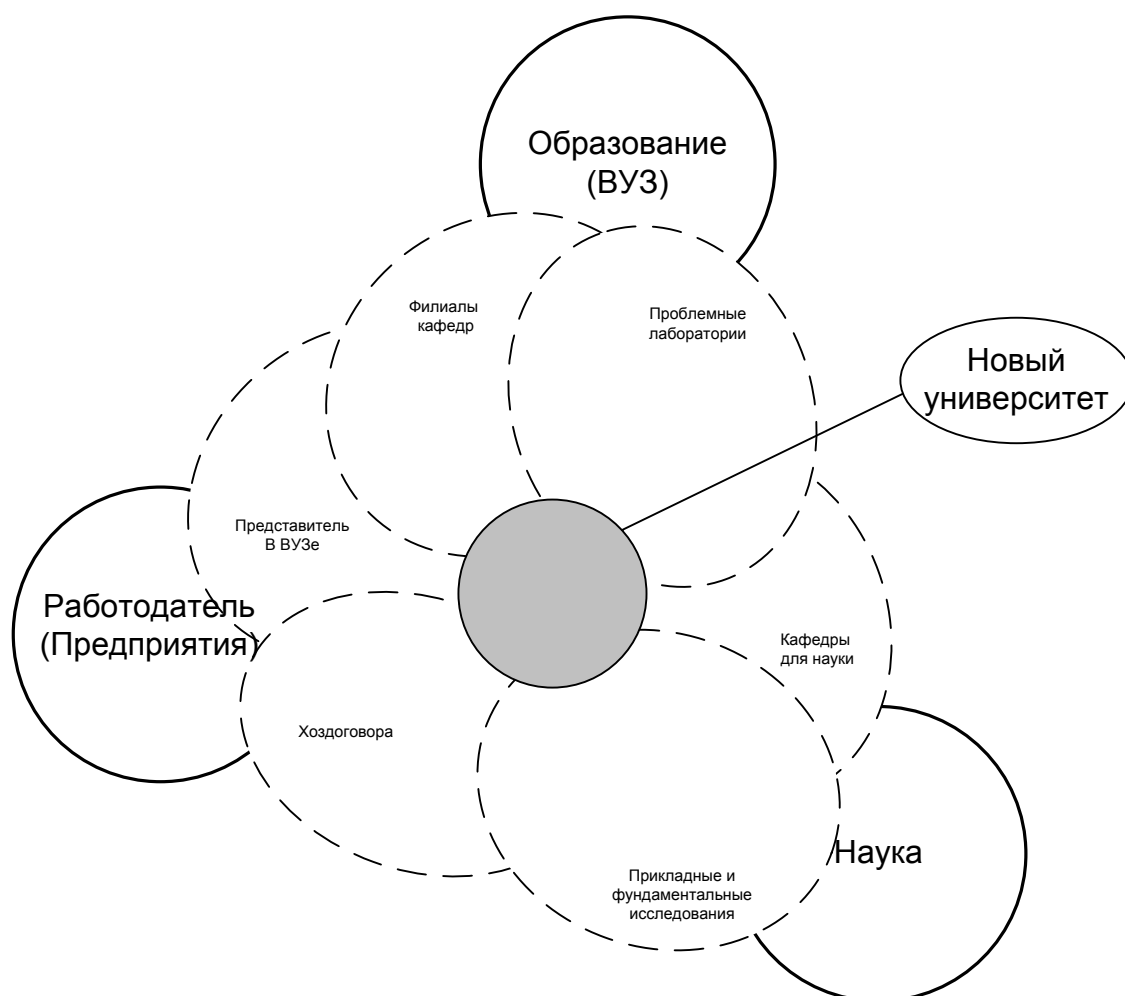 Образование
(ВУЗ)
Филиалы
кафедр
Проблемные
лаборатории
Новый
университет
Представитель
В ВУЗе
Работодатель
(Предприятия)
Кафедры
для науки
Хоздоговора
Наука
Прикладные и
фундаментальные
исследования